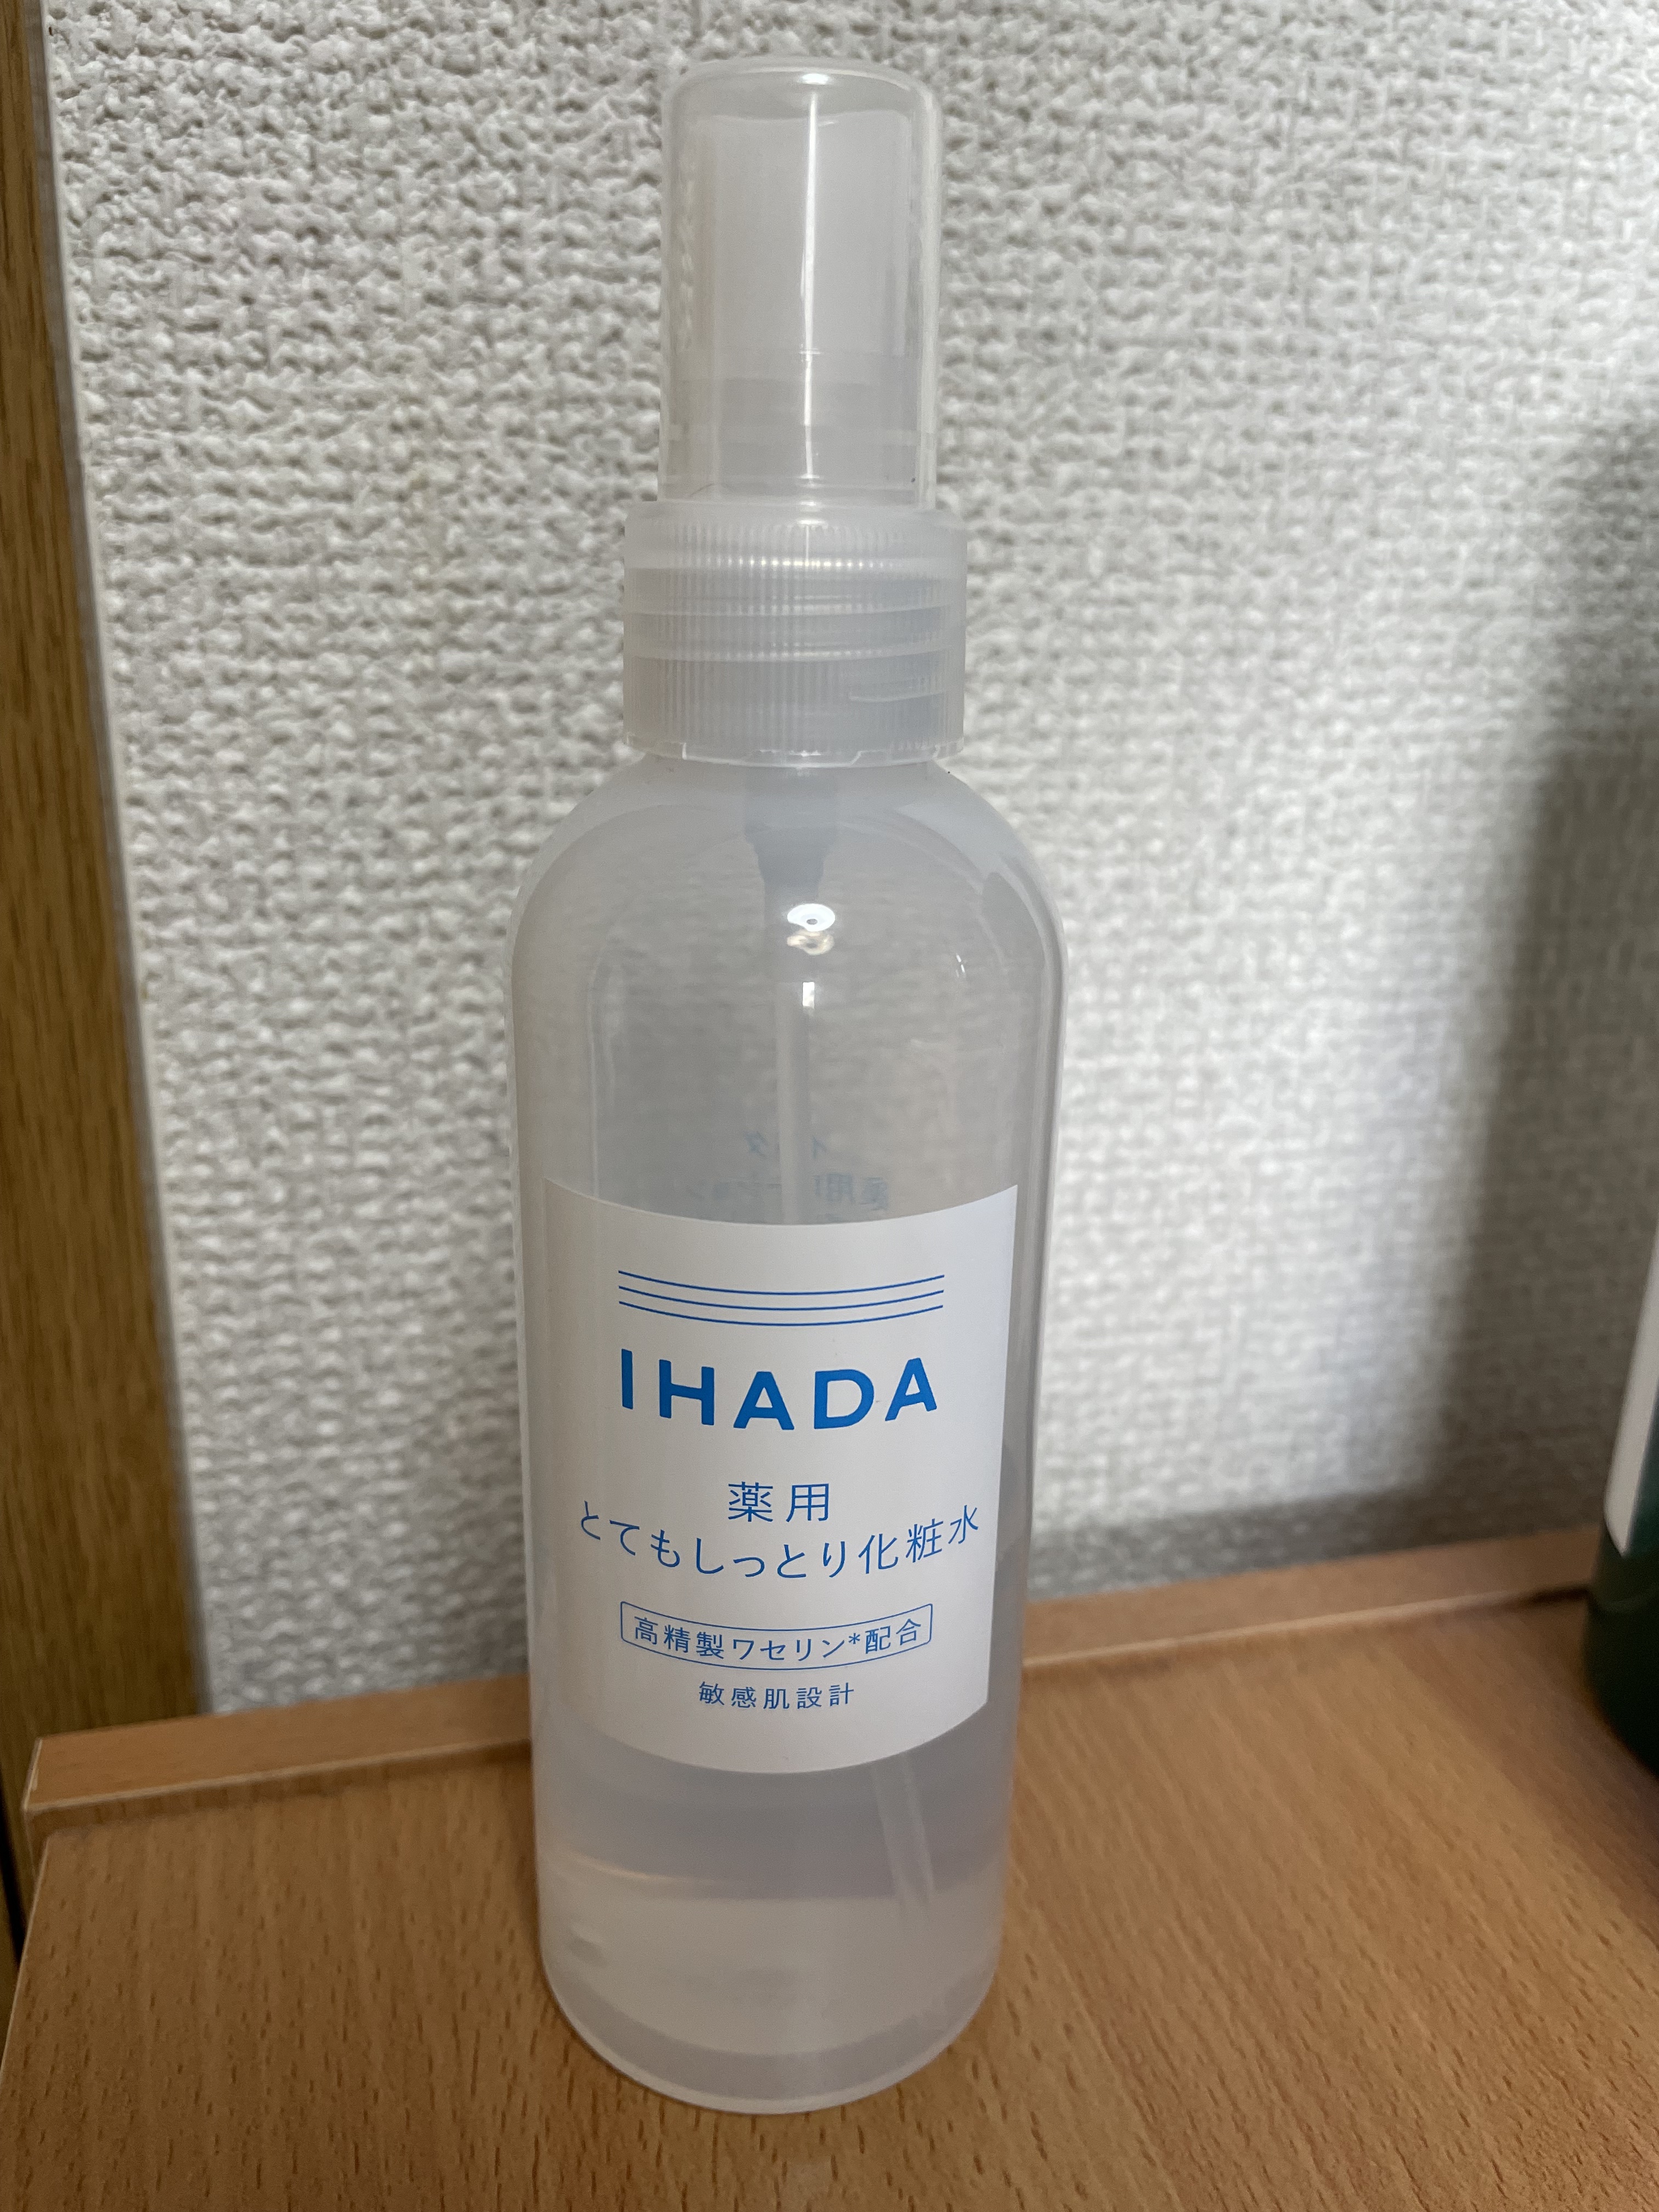 IHADA
薬用
とてもしっとり化粧水
高精製ワセリン*配合
敏感肌設計